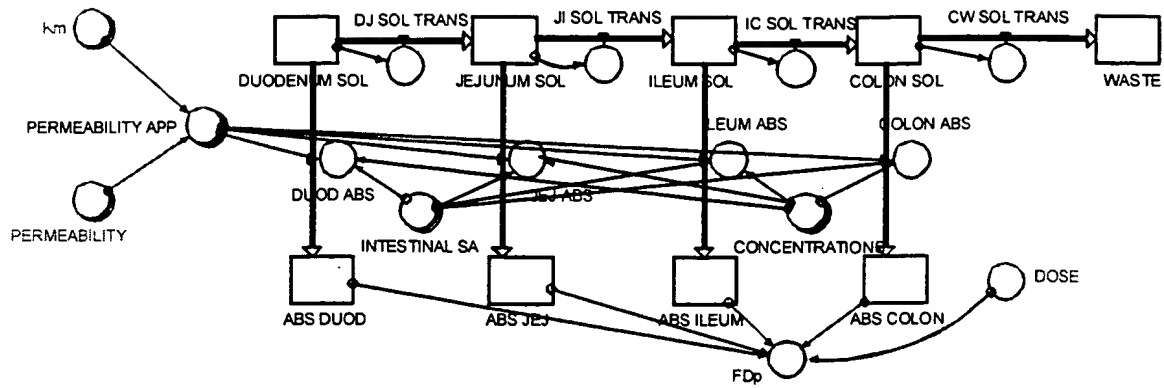 Km
DJ SOL TRANS
JI SOL TRANS
IC SOL TRANS
CW SOL TRANS
DUODENUM SOL
JEJUNUM SOL
ILEUM SOL
COLON SOL
WASTE
PERMEABILITY APP
ILEUM ABS
COLON ABS
DUOD ABS
JEJ ABS
PERMEABILITY
INTESTINAL SA
CONCENTRATIONS
DOSE
ABS DUOD
ABS JEJ
ABS ILEUM
ABS COLON
FDp